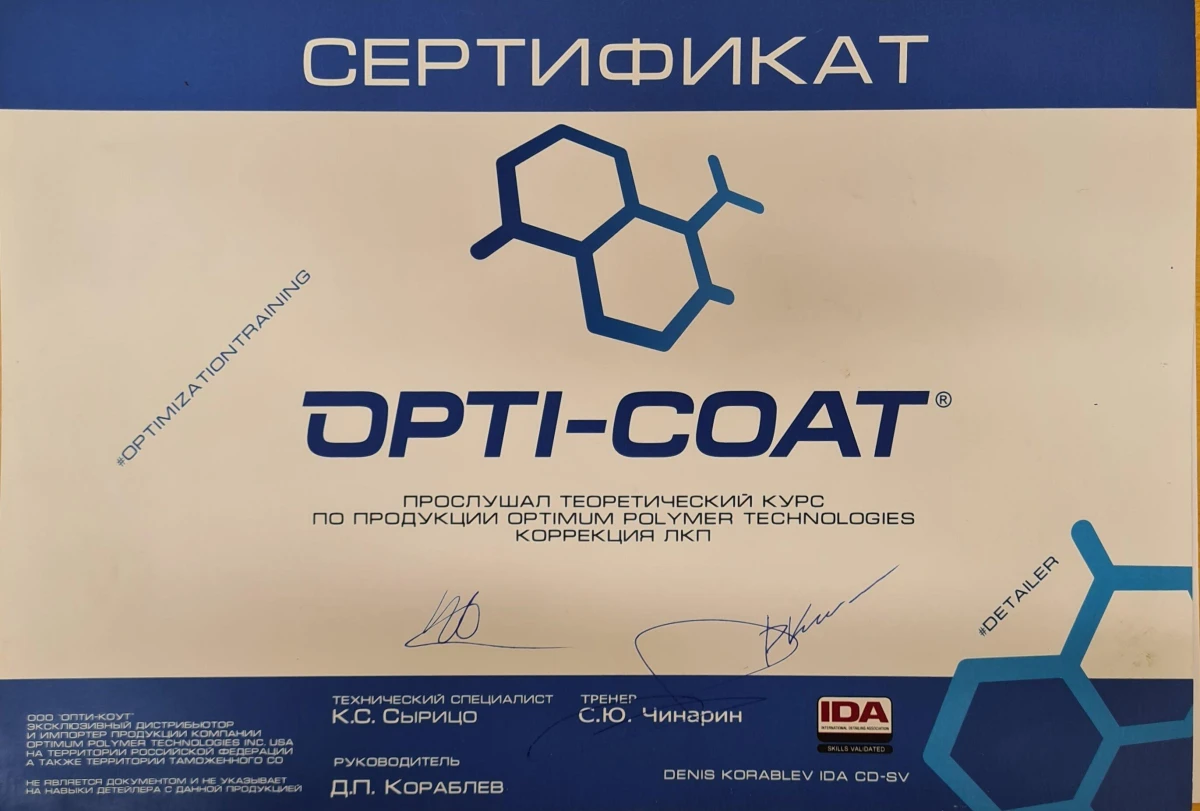 СЕРТИФИКАТ
#OPTIMIZATIONTRAINING
OPTI-COAT®
ПРОСЛУШАЛ ТЕОРЕТИЧЕСКИЙ КУРС
ПО ПРОДУКЦИИ OPTIMUM POLYMER TECHNOLOGIES
КОРРЕКЦИЯ ЛКП
#DETAILER
ООО "ОПТИ-КОУТ"
ЭКСКЛЮЗИВНЫЙ ДИСТРИБЬЮТОР
И ИМПОРТЕР ПРОДУКЦИИ КОМПАНИИ
OPTIMUM POLYMER TECHNOLOGIES INC. USA
НА ТЕРРИТОРИИ РОССИЙСКОЙ ФЕДЕРАЦИИ
А ТАКЖЕ ТЕРРИТОРИИ ТАМОЖЕННОГО СО
НЕ ЯВЛЯЕТСЯ ДОКУМЕНТОМ И НЕ УКАЗЫВАЕТ
НА НАВЫКИ ДЕТЕЙЛЕРА С ДАННОЙ ПРОДУКЦИЕЙ
ТЕХНИЧЕСКИЙ СПЕЦИАЛИСТ
К.С. Сырицо
РУКОВОДИТЕЛЬ
Д.П. Кораблев
ТРЕНЕР
С.Ю. Чинарин
IDA
INTERNATIONAL DETAILING ASSOCIATION
SKILLS VALIDATED
DENIS KORABLEV IDA CD-SV